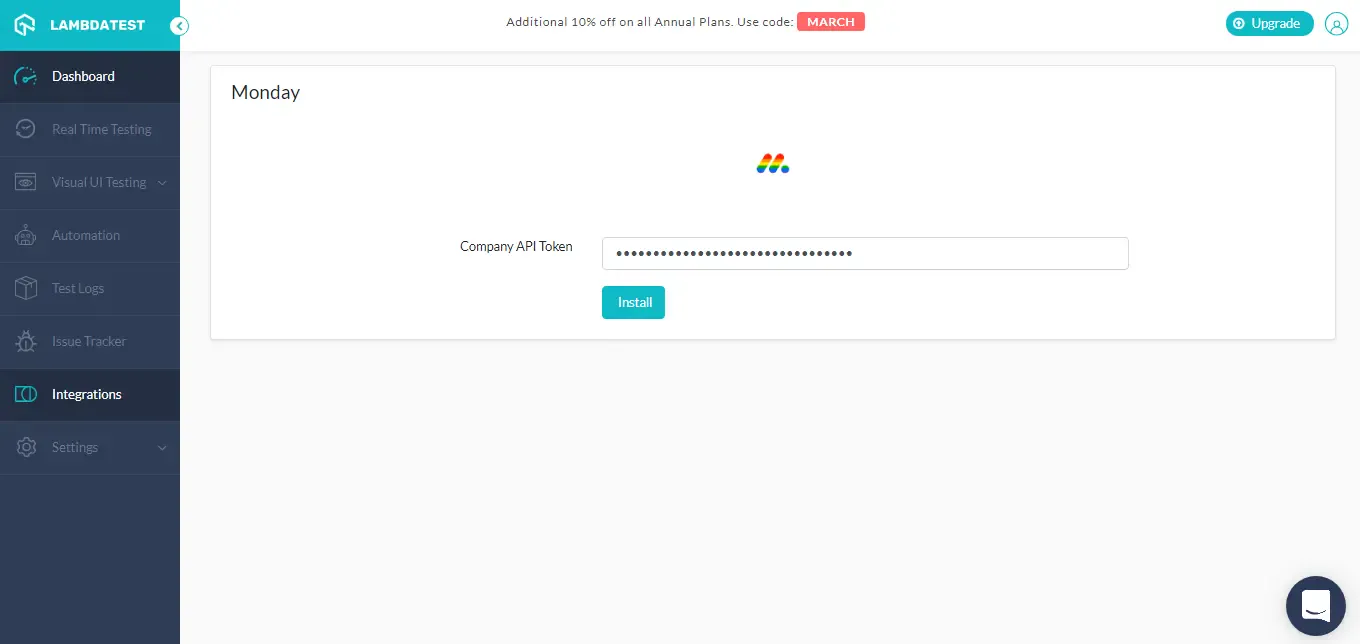 LAMBDATEST
Additional 10% off on all Annual Plans. Use code: MARCH
Upgrade
Dashboard
Real Time Testing
Visual UI Testing
Automation
Test Logs
Issue Tracker
Integrations
Settings
Monday
Company API Token
Install